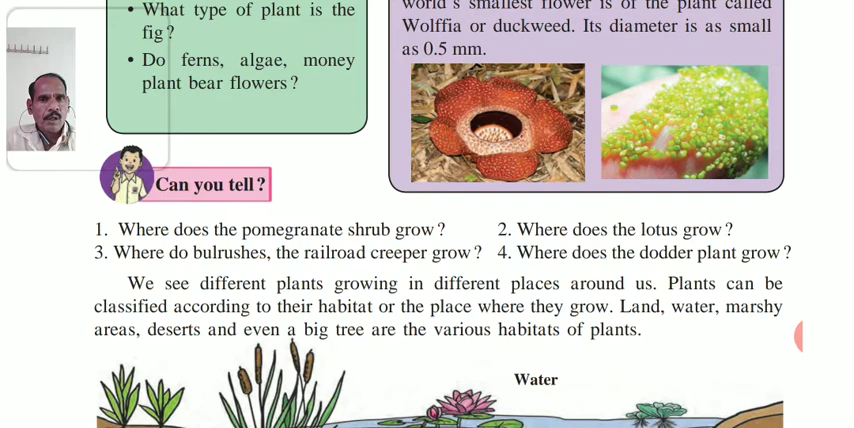 • What type of plant is the
fig?
• Do ferns, algae, money
plant bear flowers?
world's smallest flower is of the plant called
Wolffia or duckweed. Its diameter is as small
as 0.5 mm.
Can you tell?
1. Where does the pomegranate shrub grow?
2. Where does the lotus grow?
3. Where do bulrushes, the railroad creeper grow?
4. Where does the dodder plant grow?
We see different plants growing in different places around us. Plants can be
classified according to their habitat or the place where they grow. Land, water, marshy
areas, deserts and even a big tree are the various habitats of plants.
Water